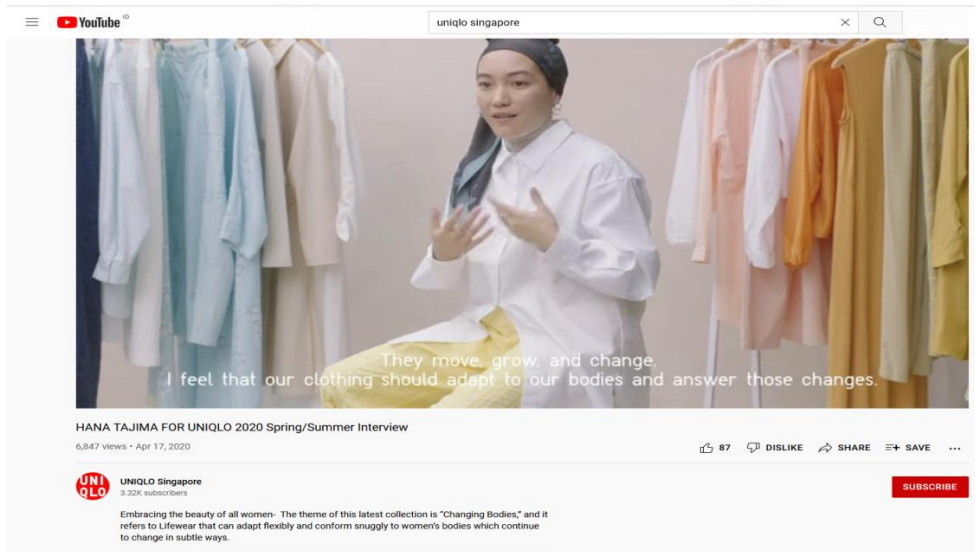 YouTube ID
uniqlo singapore
They move, grow, and change.
I feel that our clothing should adapt to our bodies and answer those changes.
HANA TAJIMA FOR UNIQLO 2020 Spring/Summer Interview
6,847 views • Apr 17, 2020
87 DISLIKE SHARE SAVE ...
UNI
QLO
UNIQLO Singapore
3.32K subscribers
SUBSCRIBE
Embracing the beauty of all women- The theme of this latest collection is "Changing Bodies," and it
refers to Lifewear that can adapt flexibly and conform snuggly to women's bodies which continue
to change in subtle ways.